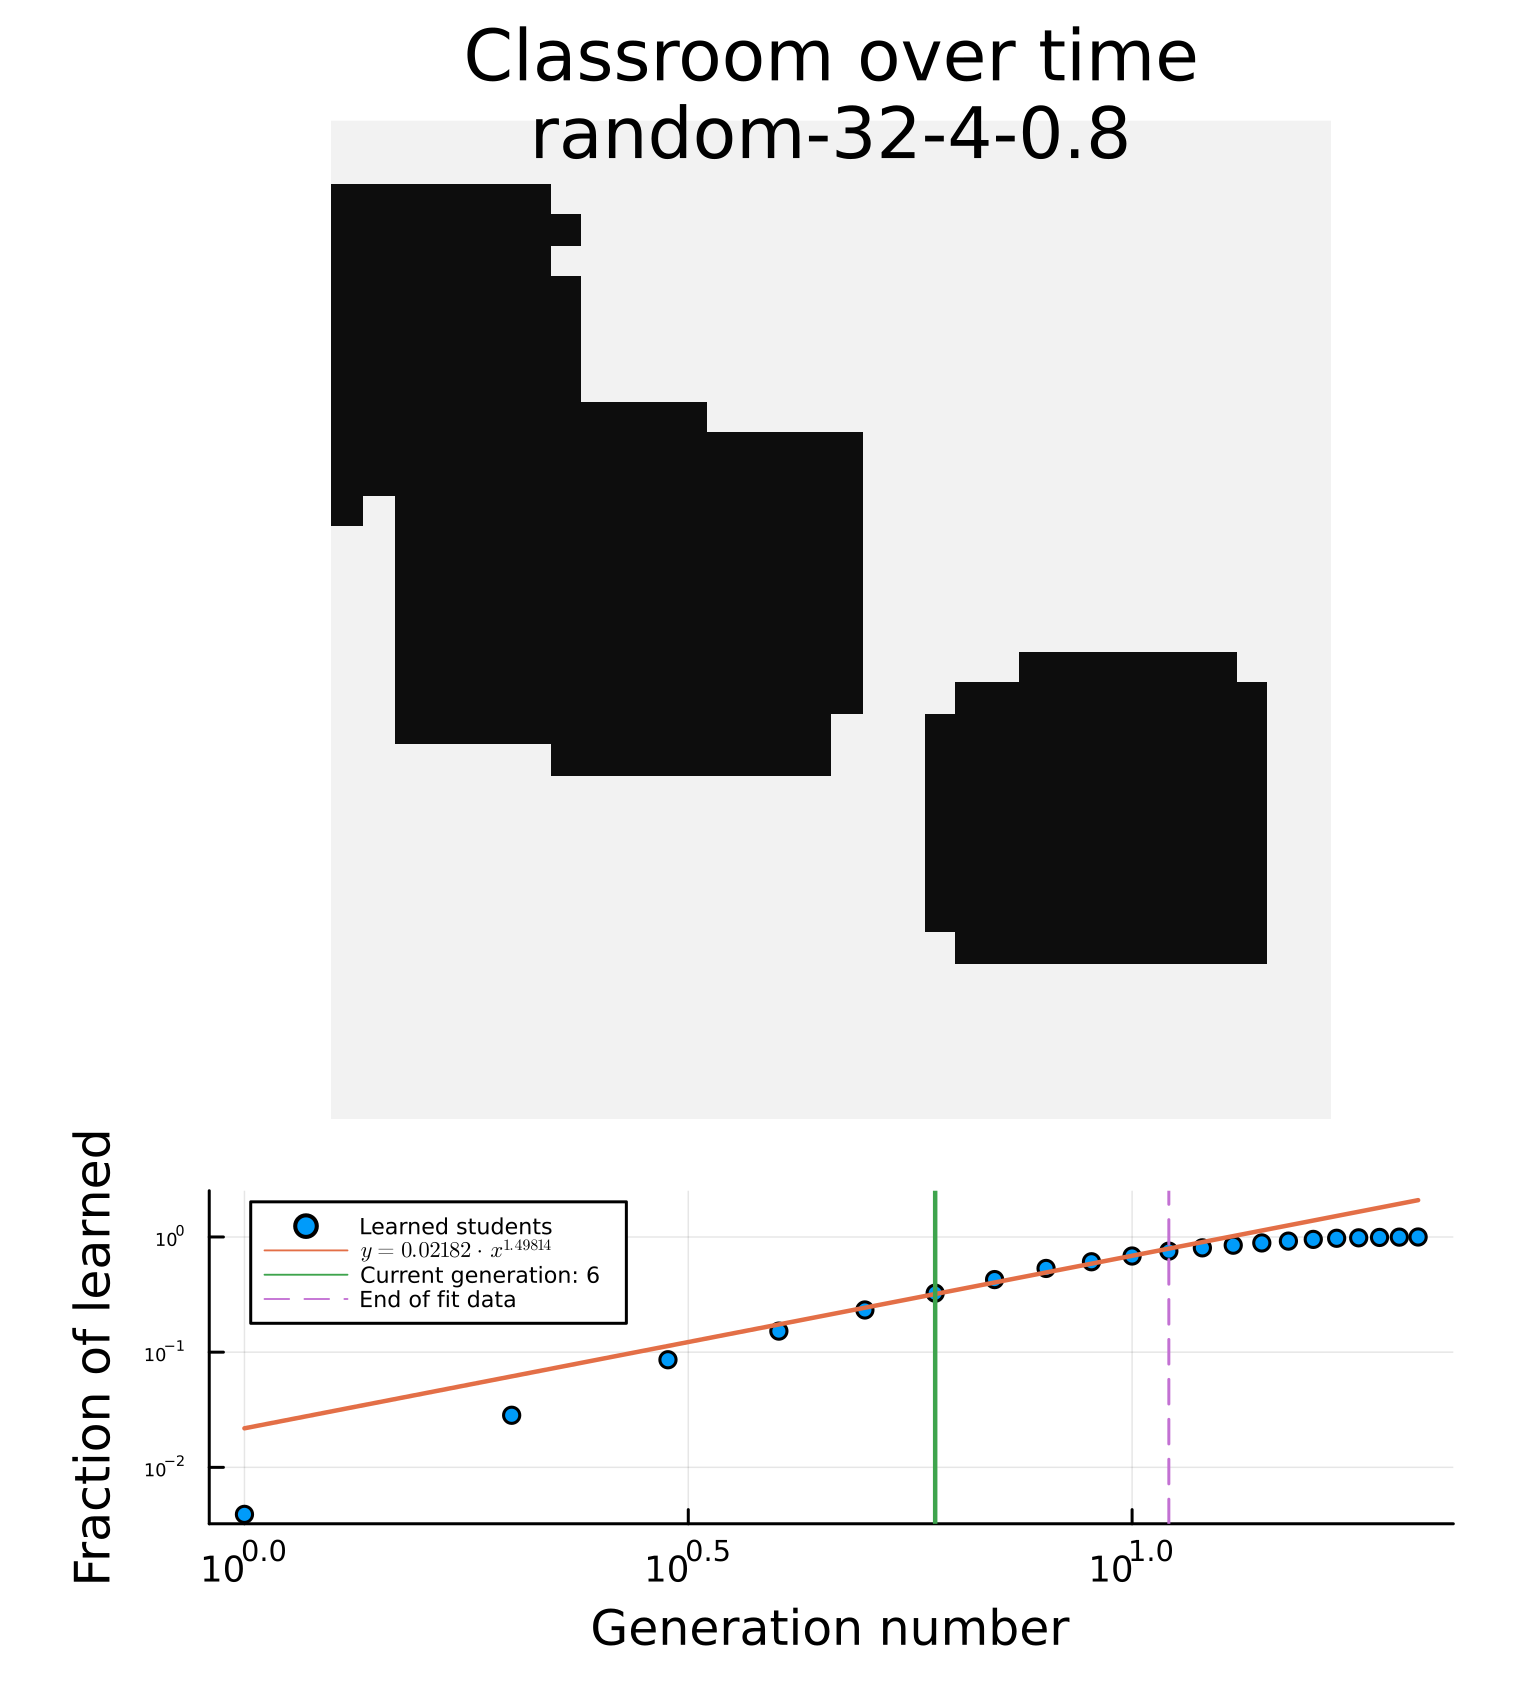 Classroom over time
random-32-4-0.8
Fraction of learned
10⁰
10⁻¹
10⁻²
Learned students
y = 0.02182 · x^1.49814
Current generation: 6
End of fit data
10^0.0
10^0.5
10^1.0
Generation number